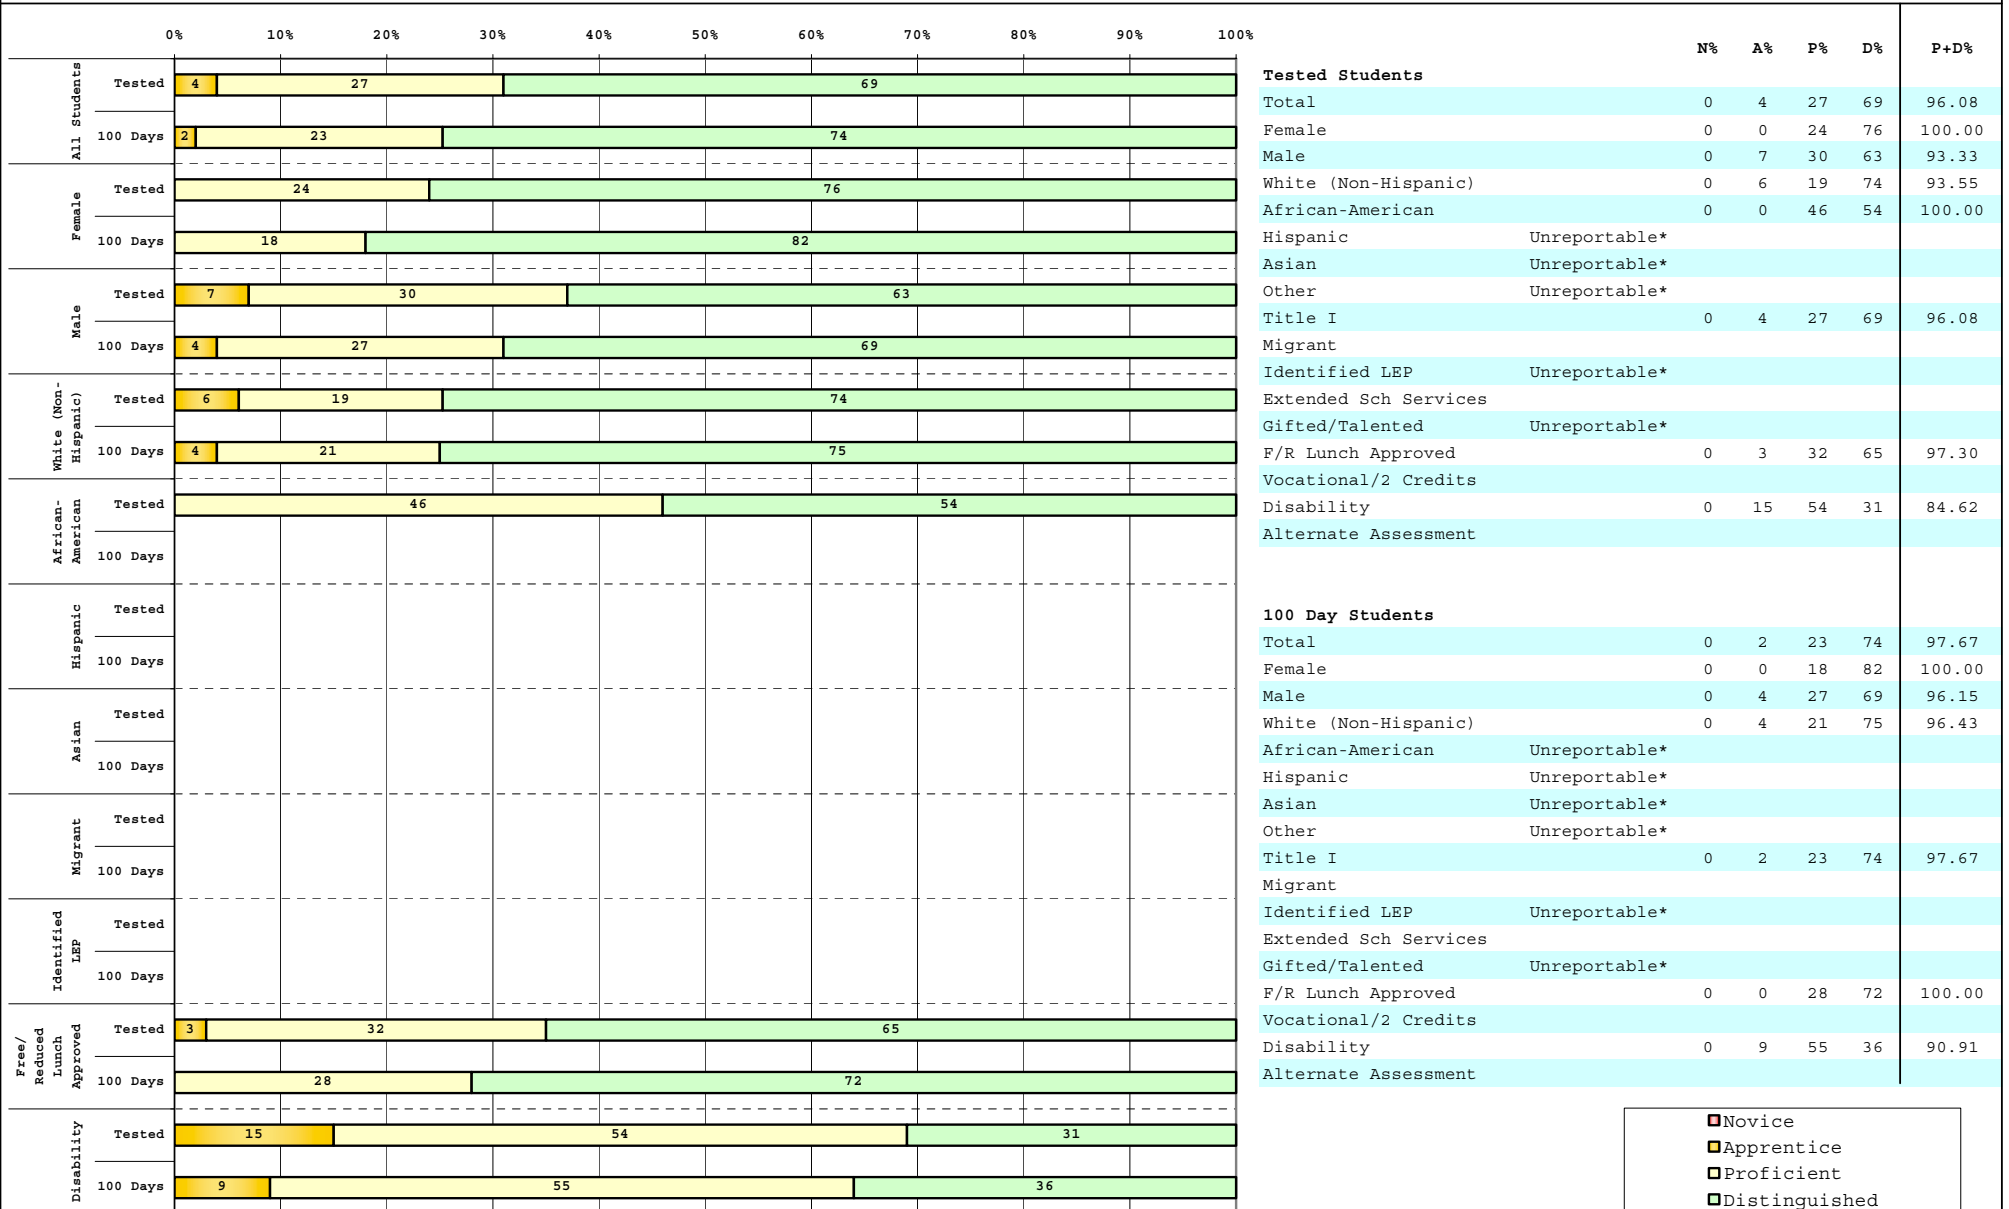 0% 10% 20% 30% 40% 50% 60% 70% 80% 90% 100%
All Students
Tested 4 27 69
100 Days 2 23 74
Female
Tested 24 76
100 Days 18 82
Male
Tested 7 30 63
100 Days 4 27 69
White (Non-
Hispanic)
Tested 6 19 74
100 Days 4 21 75
African-
American
Tested 46 54
100 Days
Hispanic
Tested
100 Days
Asian
Tested
100 Days
Migrant
Tested
100 Days
Identified
LEP
Tested
100 Days
Free/
Reduced
Lunch
Approved
Tested 3 32 65
100 Days 28 72
Disability
Tested 15 54 31
100 Days 9 55 36
N% A% P% D% P+D%
Tested Students
Total 0 4 27 69 96.08
Female 0 0 24 76 100.00
Male 0 7 30 63 93.33
White (Non-Hispanic) 0 6 19 74 93.55
African-American 0 0 46 54 100.00
Hispanic Unreportable*
Asian Unreportable*
Other Unreportable*
Title I 0 4 27 69 96.08
Migrant
Identified LEP Unreportable*
Extended Sch Services
Gifted/Talented Unreportable*
F/R Lunch Approved 0 3 32 65 97.30
Vocational/2 Credits
Disability 0 15 54 31 84.62
Alternate Assessment
100 Day Students
Total 0 2 23 74 97.67
Female 0 0 18 82 100.00
Male 0 4 27 69 96.15
White (Non-Hispanic) 0 4 21 75 96.43
African-American Unreportable*
Hispanic Unreportable*
Asian Unreportable*
Other Unreportable*
Title I 0 2 23 74 97.67
Migrant
Identified LEP Unreportable*
Extended Sch Services
Gifted/Talented Unreportable*
F/R Lunch Approved 0 0 28 72 100.00
Vocational/2 Credits
Disability 0 9 55 36 90.91
Alternate Assessment
Novice
Apprentice
Proficient
Distinguished